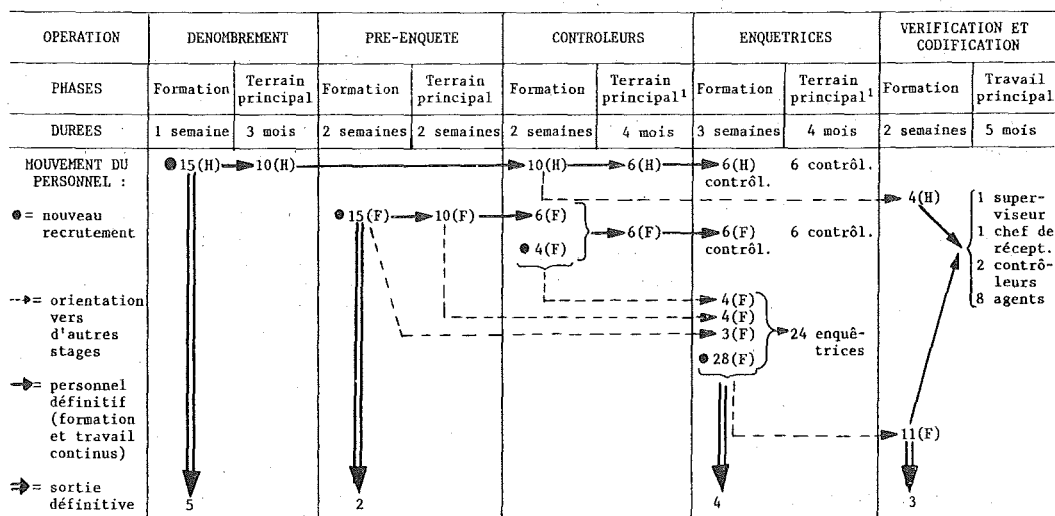 OPERATION DENOMBREMENT PRE-ENQUETE CONTROLEURS ENQUETRICES VERIFICATION ET CODIFICATION
PHASES Formation Terrain principal Formation Terrain principal Formation Terrain principal¹ Formation Terrain principal¹ Formation Travail principal
DUREES 1 semaine 3 mois 2 semaines 2 semaines 2 semaines 4 mois 3 semaines 4 mois 2 semaines 5 mois
MOUVEMENT DU PERSONNEL :
● 15(H) 10(H) 10(H) 6(H) 6(H) contrôl. 6 contrôl.
4(H)
● = nouveau recrutement
● 15(F) 10(F) 6(F)
● 4(F)
6(F) 6(F) contrôl. 6 contrôl.
1 super-
viseur
1 chef de
récept.
2 contrô-
leurs
8 agents
= orientation
vers
d'autres
stages
4(F)
4(F)
3(F)
● 28(F)
24 enquê-
trices
= personnel
définitif
(formation
et travail
continus)
11(F)
= sortie
définitive
5 2 4 3